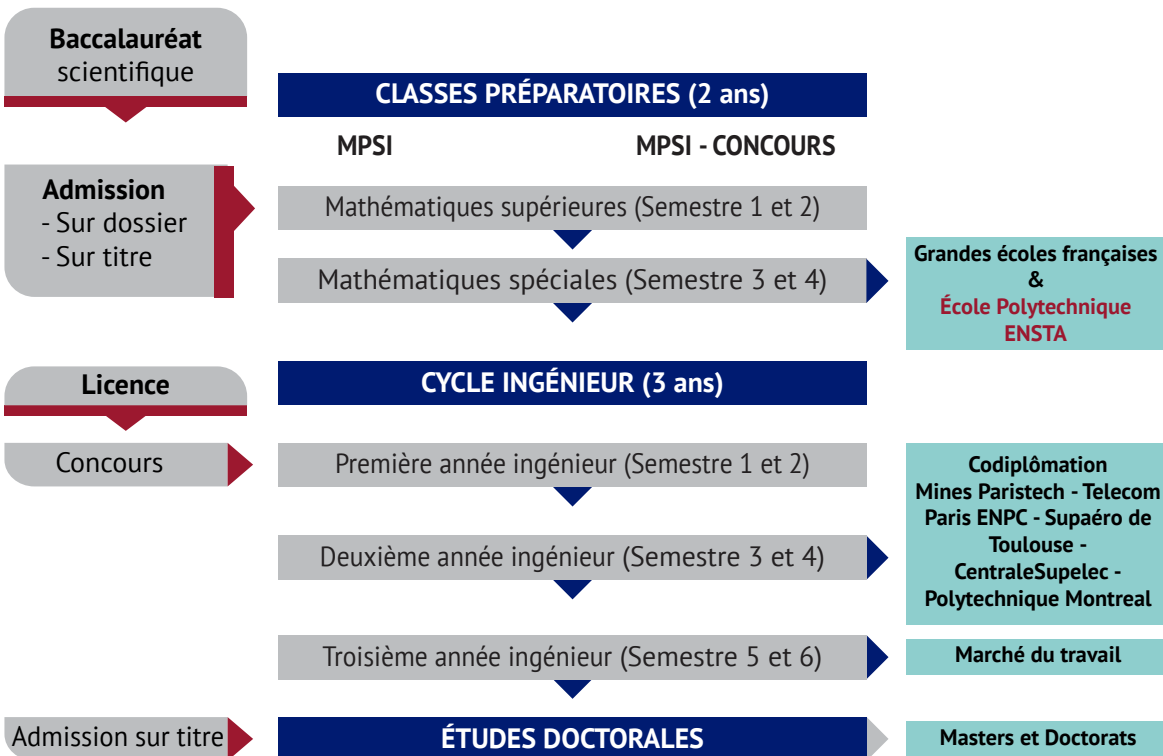 Baccalauréat
scientifique
CLASSES PRÉPARATOIRES (2 ans)
MPSI
MPSI - CONCOURS
Admission
- Sur dossier
- Sur titre
Mathématiques supérieures (Semestre 1 et 2)
Mathématiques spéciales (Semestre 3 et 4)
Grandes écoles françaises
&
École Polytechnique
ENSTA
Licence
CYCLE INGÉNIEUR (3 ans)
Concours
Première année ingénieur (Semestre 1 et 2)
Codiplômation
Mines Paristech - Telecom
Paris ENPC - Supaéro de
Toulouse -
CentraleSupelec -
Polytechnique Montreal
Deuxième année ingénieur (Semestre 3 et 4)
Troisième année ingénieur (Semestre 5 et 6)
Marché du travail
Admission sur titre
ÉTUDES DOCTORALES
Masters et Doctorats